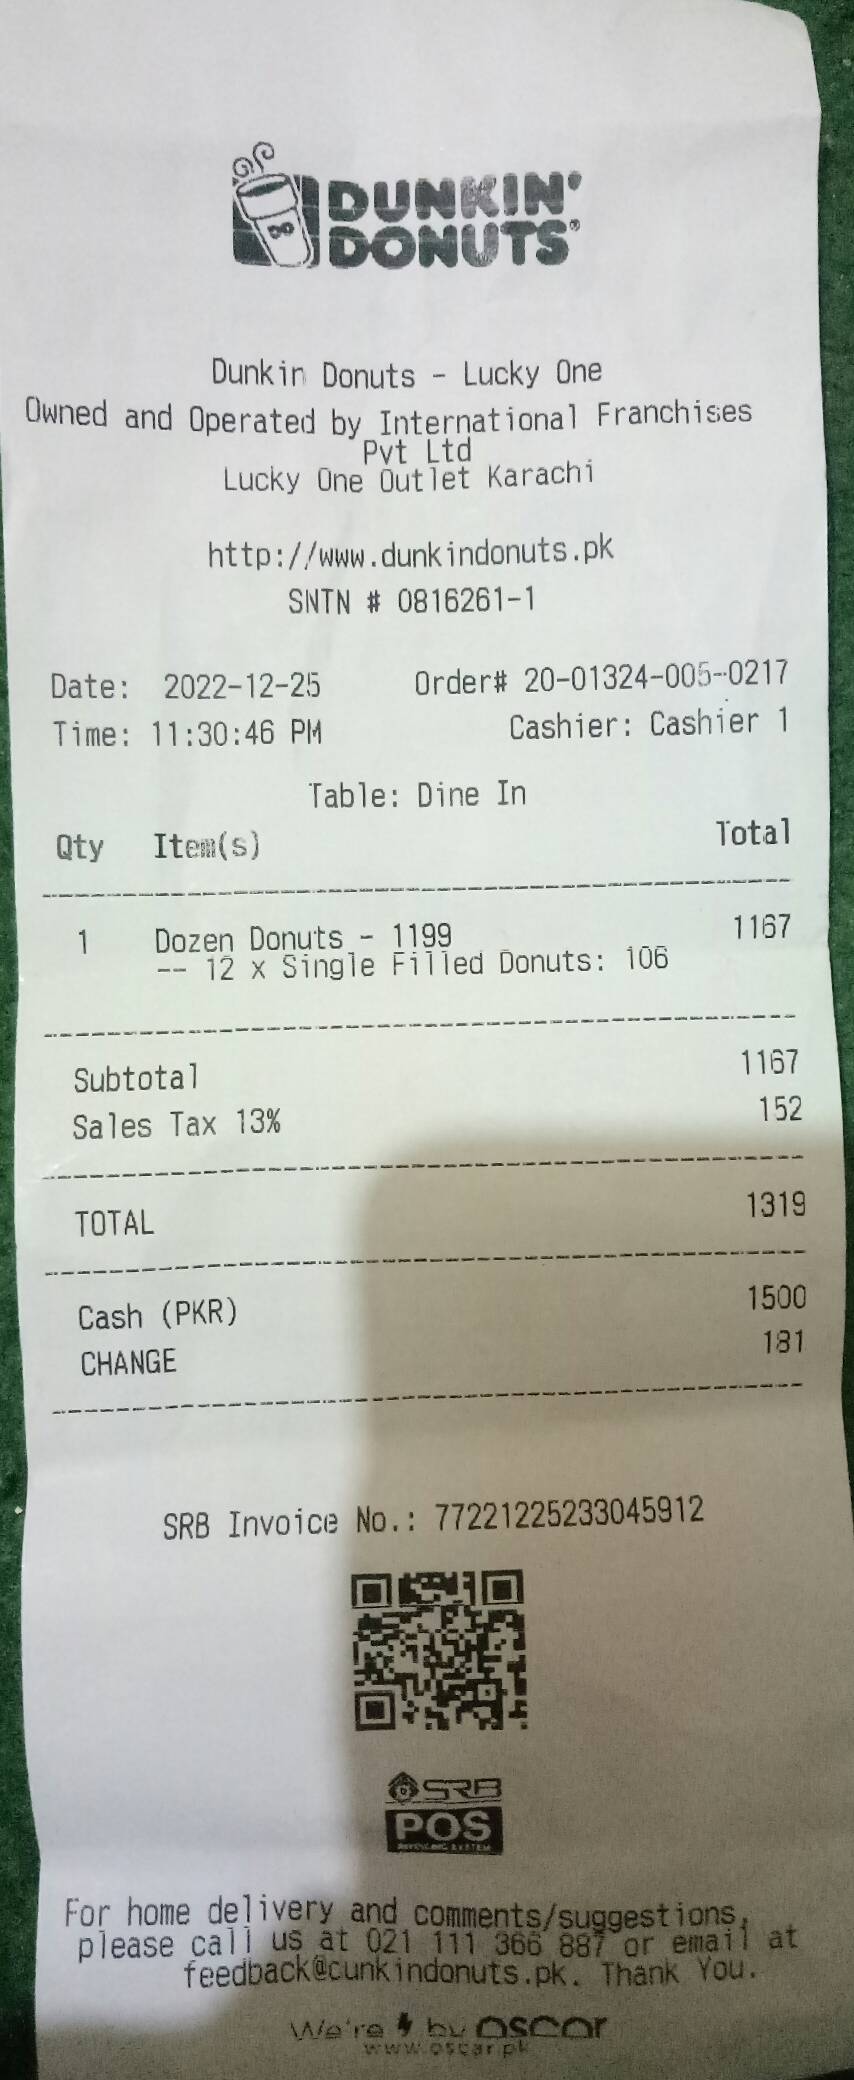 DUNKIN'
DONUTS®
Dunkin Donuts - Lucky One
Owned and Operated by International Franchises
Pvt Ltd
Lucky One Outlet Karachi
http://www.dunkindonuts.pk
SNTN # 0816261-1
Date: 2022-12-25 Order# 20-01324-005-0217
Time: 11:30:46 PM Cashier: Cashier 1
Table: Dine In
Qty Item(s) Total
1 Dozen Donuts - 1199 1167
-- 12 x Single Filled Donuts: 106
Subtotal 1167
Sales Tax 13% 152
TOTAL 1319
Cash (PKR) 1500
CHANGE 181
SRB Invoice No.: 77221225233045912
SRB
POS
For home delivery and comments/suggestions,
please call us at 021 111 366 887 or email at
feedback@cunkindonuts.pk. Thank You.
We're by oscar
www.oscar.pk